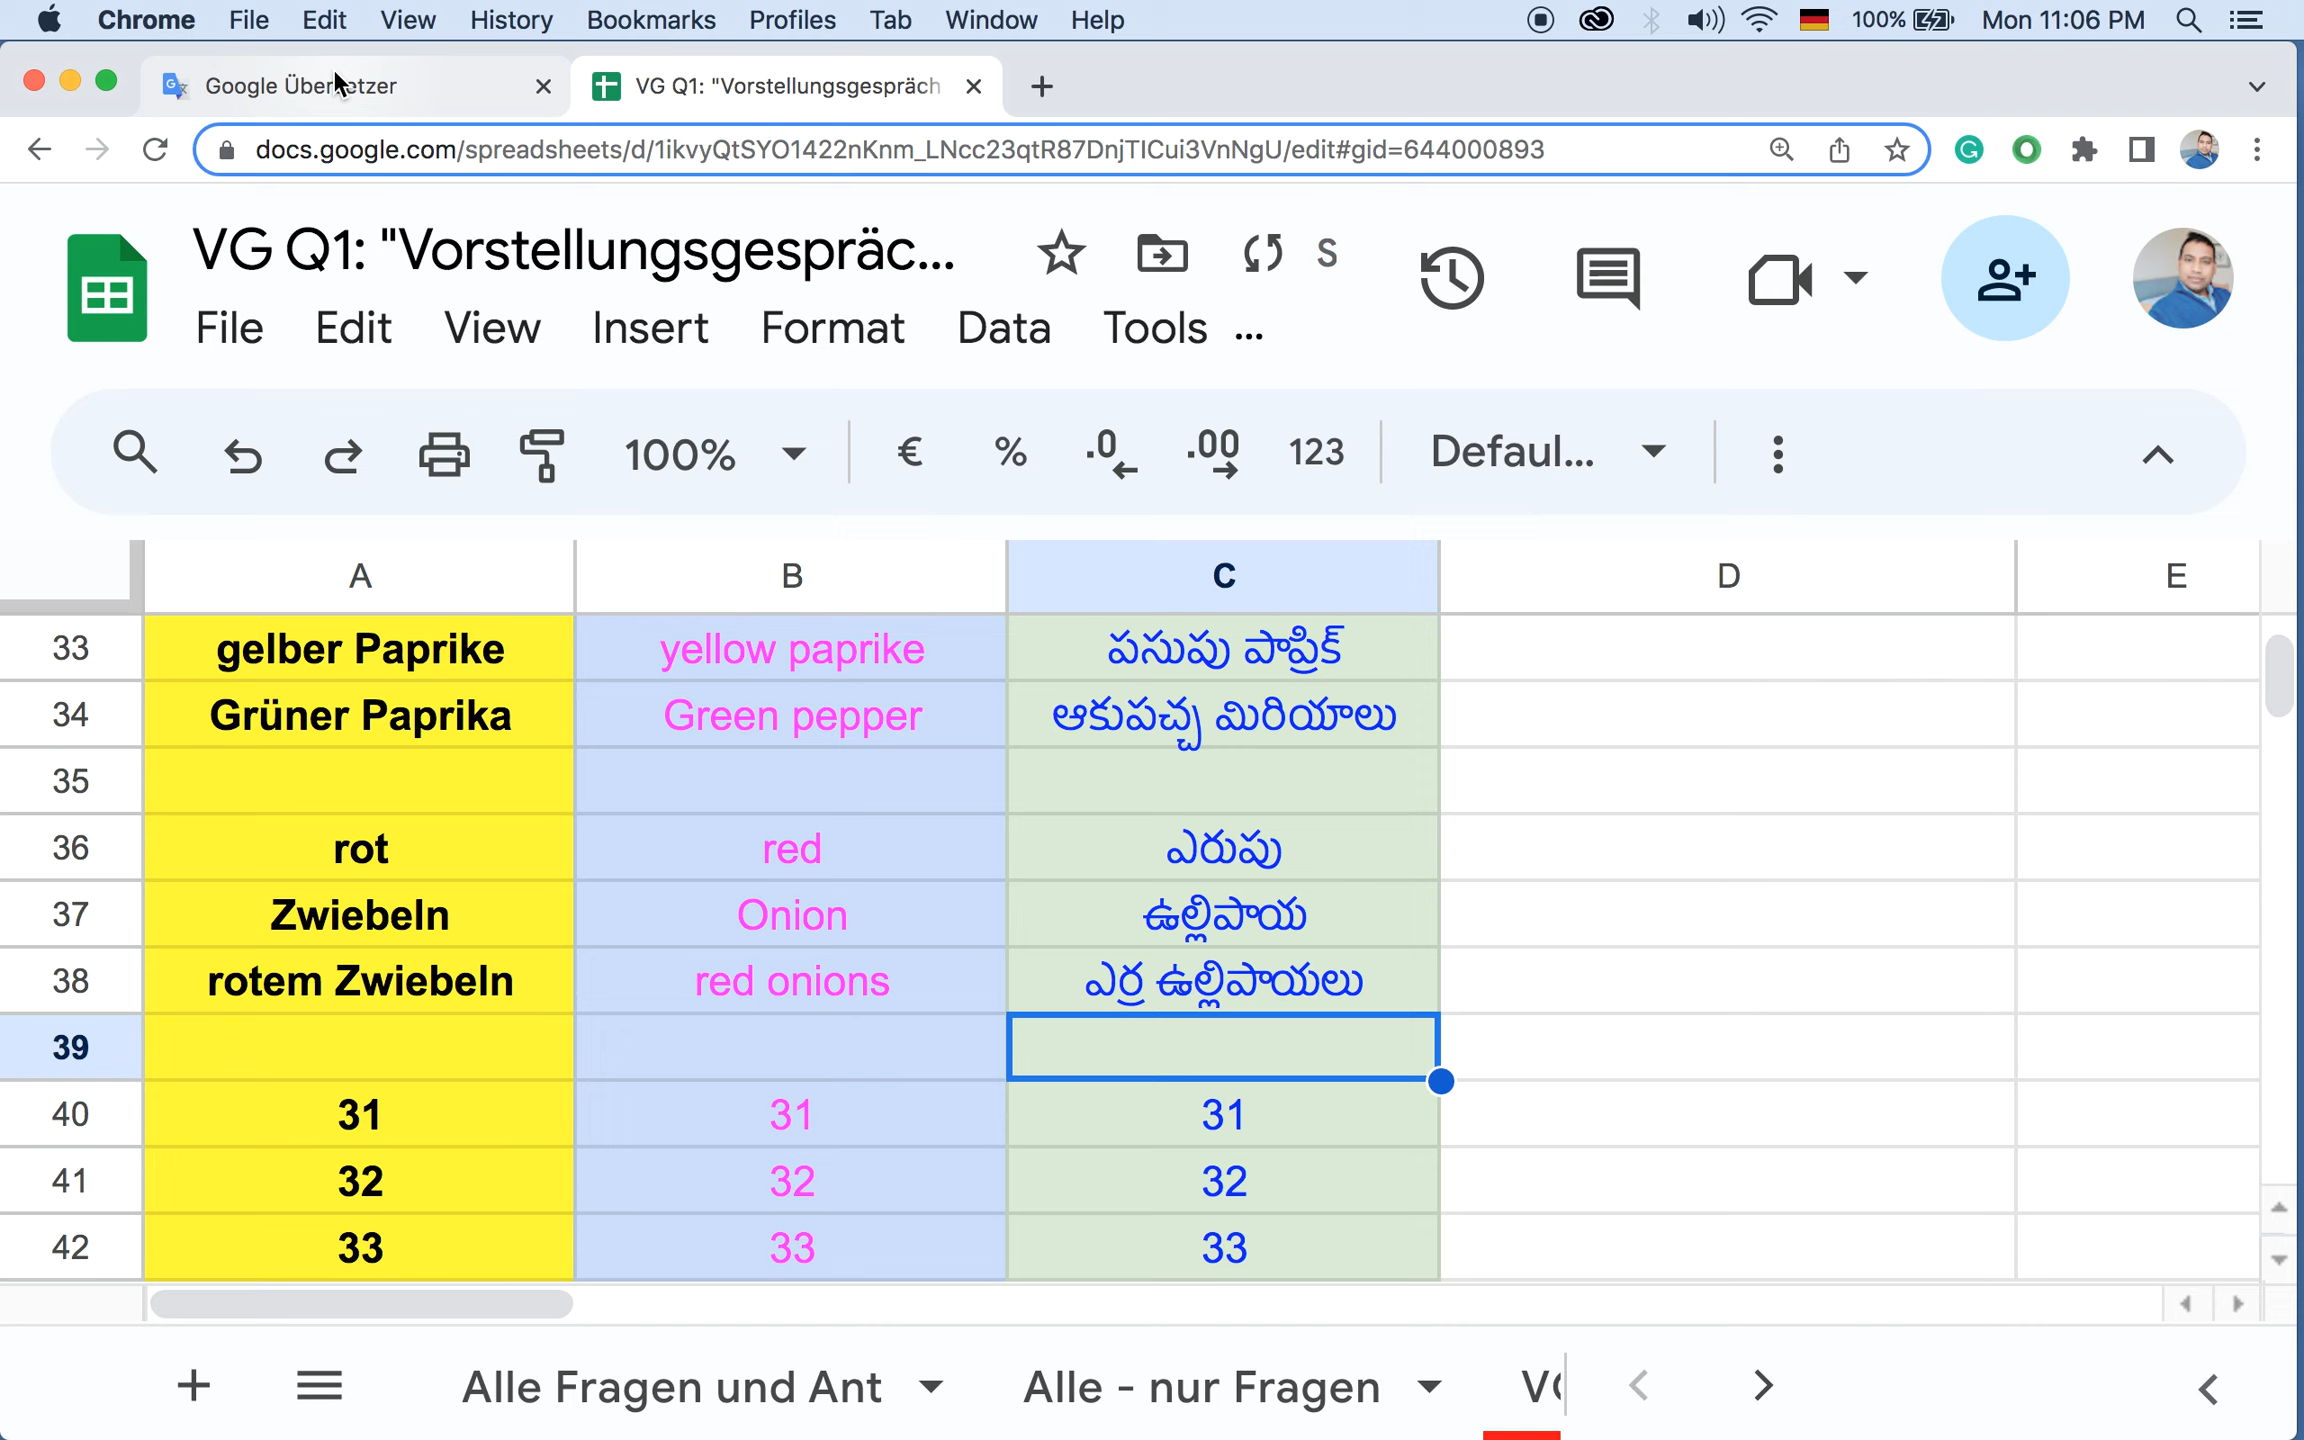 Chrome File Edit View History Bookmarks Profiles Tab Window Help 100% Mon 11:06 PM
Google Übersetzer VG Q1: "Vorstellungsgespräch
docs.google.com/spreadsheets/d/1ikvyQtSYO1422nKnm_LNcc23qtR87DnjTICui3VnNgU/edit#gid=644000893
VG Q1: "Vorstellungsgespräc... S
File Edit View Insert Format Data Tools ...
100% € % .0 .00 123 Defaul...
A B C D E
33 gelber Paprike yellow paprike పసుపు పాప్రిక్
34 Grüner Paprika Green pepper ఆకుపచ్చ మిరియాలు
35
36 rot red ఎరుపు
37 Zwiebeln Onion ఉల్లిపాయ
38 rotem Zwiebeln red onions ఎర్ర ఉల్లిపాయలు
39
40 31 31 31
41 32 32 32
42 33 33 33
Alle Fragen und Ant Alle - nur Fragen